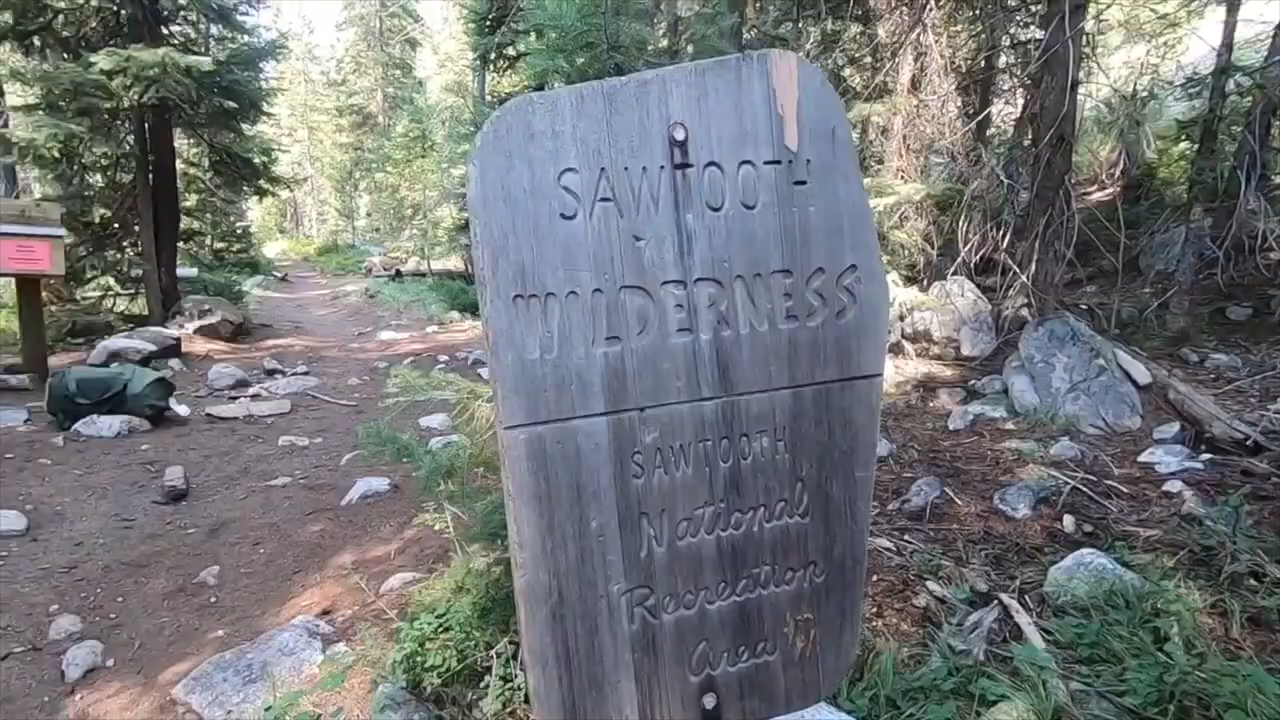 SAWTOOTH
WILDERNESS
SAWTOOTH
National
Recreation
Area